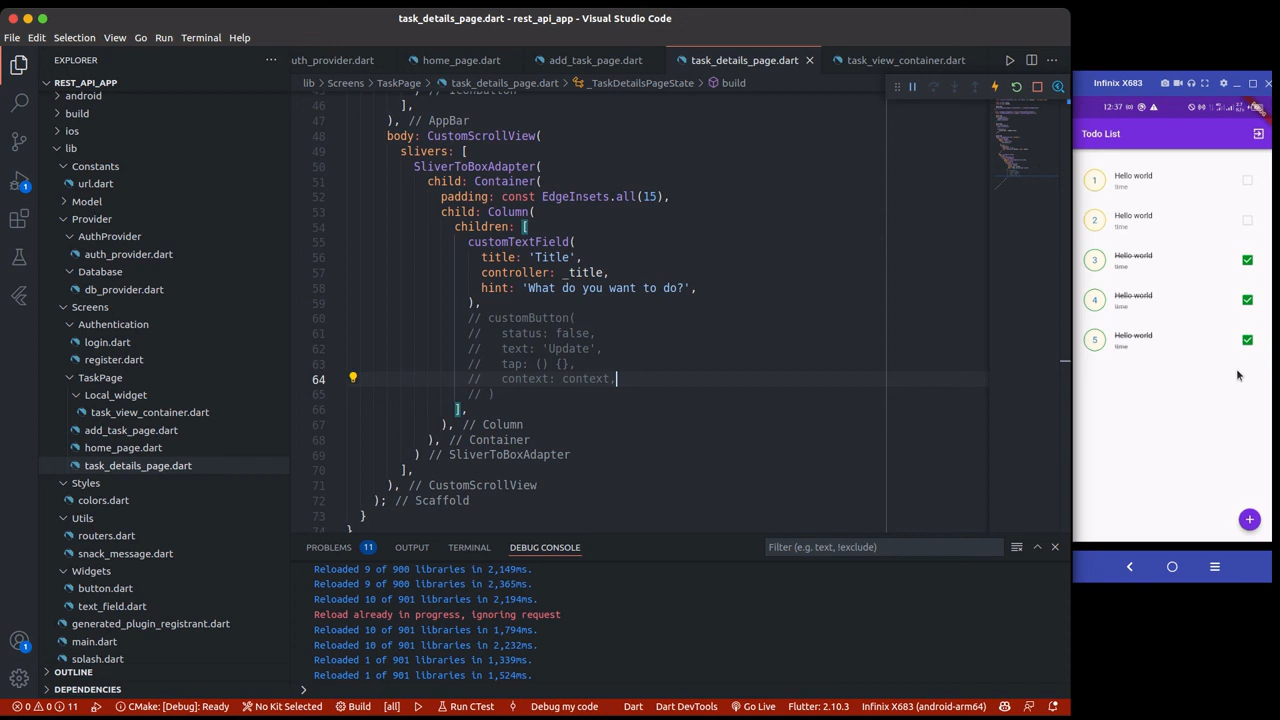 task_details_page.dart - rest_api_app - Visual Studio Code
File Edit Selection View Go Run Terminal Help
EXPLORER
REST_API_APP
android
build
ios
lib
Constants
url.dart
Model
Provider
AuthProvider
auth_provider.dart
Database
db_provider.dart
Screens
Authentication
login.dart
register.dart
TaskPage
Local_widget
task_view_container.dart
add_task_page.dart
home_page.dart
task_details_page.dart
Styles
colors.dart
Utils
routers.dart
snack_message.dart
Widgets
button.dart
text_field.dart
generated_plugin_registrant.dart
main.dart
splash.dart
OUTLINE
DEPENDENCIES
1
1
uth_provider.dart home_page.dart add_task_page.dart task_details_page.dart task_view_container.dart
lib > Screens > TaskPage > task_details_page.dart > _TaskDetailsPageState > build
46 ],
47 ), // AppBar
48 body: CustomScrollView(
49 slivers: [
50 SliverToBoxAdapter(
51 child: Container(
52 padding: const EdgeInsets.all(15),
53 child: Column(
54 children: [
55 customTextField(
56 title: 'Title',
57 controller: _title,
58 hint: 'What do you want to do?',
59 ),
60 // customButton(
61 // status: false,
62 // text: 'Update',
63 // tap: () {},
64 // context: context,
65 // )
66 ],
67 ), // Column
68 ), // Container
69 ) // SliverToBoxAdapter
70 ],
71 ), // CustomScrollView
72 ); // Scaffold
73 }
74 }
PROBLEMS 11 OUTPUT TERMINAL DEBUG CONSOLE Filter (e.g. text, !exclude)
Reloaded 9 of 900 libraries in 2,149ms.
Reloaded 9 of 900 libraries in 2,365ms.
Reloaded 10 of 901 libraries in 2,194ms.
Reload already in progress, ignoring request
Reloaded 10 of 901 libraries in 1,794ms.
Reloaded 10 of 901 libraries in 2,232ms.
Reloaded 1 of 901 libraries in 1,339ms.
Reloaded 1 of 901 libraries in 1,524ms.
0 0 11 CMake: [Debug]: Ready No Kit Selected Build [all] Run CTest Debug my code Dart Dart DevTools Go Live Flutter: 2.10.3 Infinix X683 (android-arm64)
Infinix X683
12:37
Todo List
1 Hello world
time
2 Hello world
time
3 Hello world
time
4 Hello world
time
5 Hello world
time